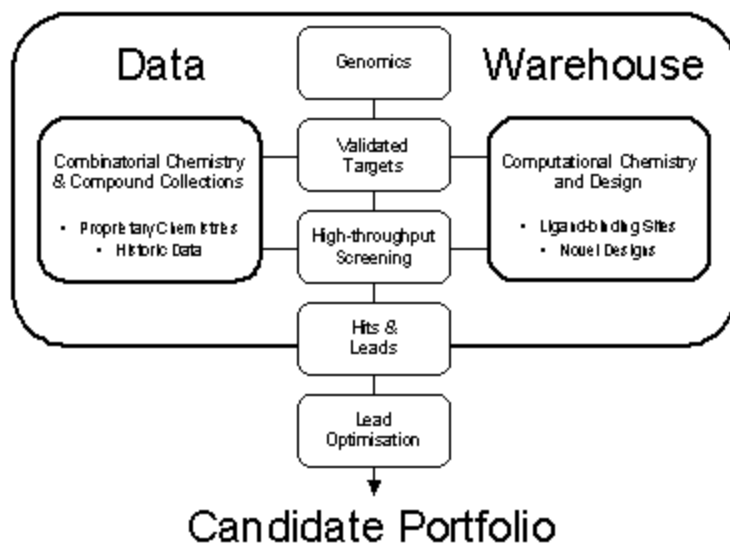 Data
Warehouse
Genomics
Combinatorial Chemistry
& Compound Collections
• Proprietary Chemistries
• Historic Data
Validated
Targets
Computational Chemistry
and Design
• Ligand-binding Sites
• Novel Designs
High-throughput
Screening
Hits &
Leads
Lead
Optimisation
Candidate Portfolio